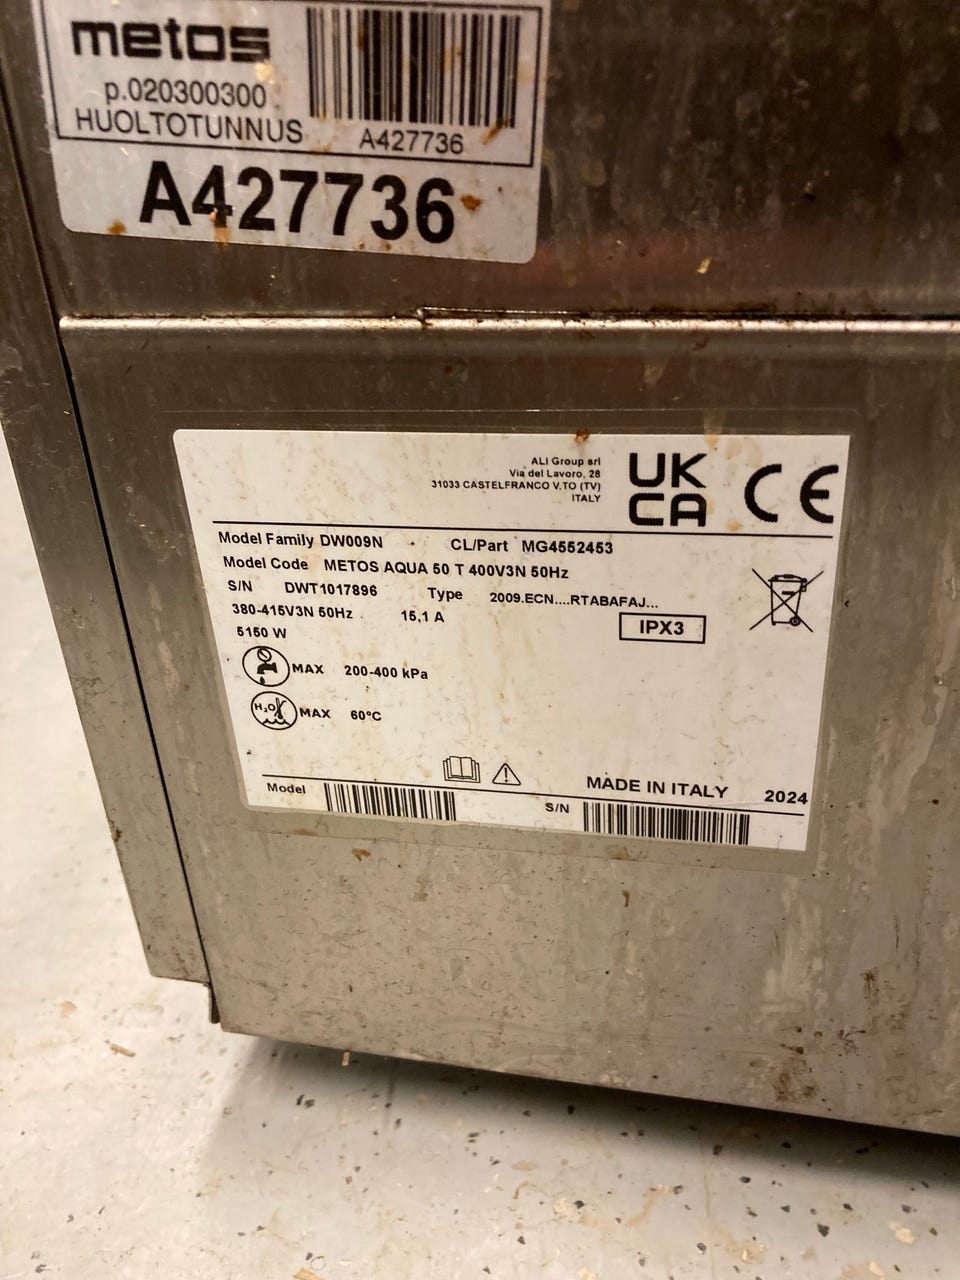 metos
p.020300300
HUOLTOTUNNUS
A427736
A427736
ALI Group srl
Via del Lavoro, 28
31033 CASTELFRANCO V.TO (TV)
ITALY
UK
CA
CE
Model Family DW009N
CL/Part MG4552453
Model Code METOS AQUA 50 T 400V3N 50Hz
S/N DWT1017896 Type 2009.ECN....RTABAFAJ...
380-415V3N 50Hz 15,1 A
IPX3
5150 W
MAX 200-400 kPa
H₂O MAX 60°C
MADE IN ITALY 2024
Model S/N